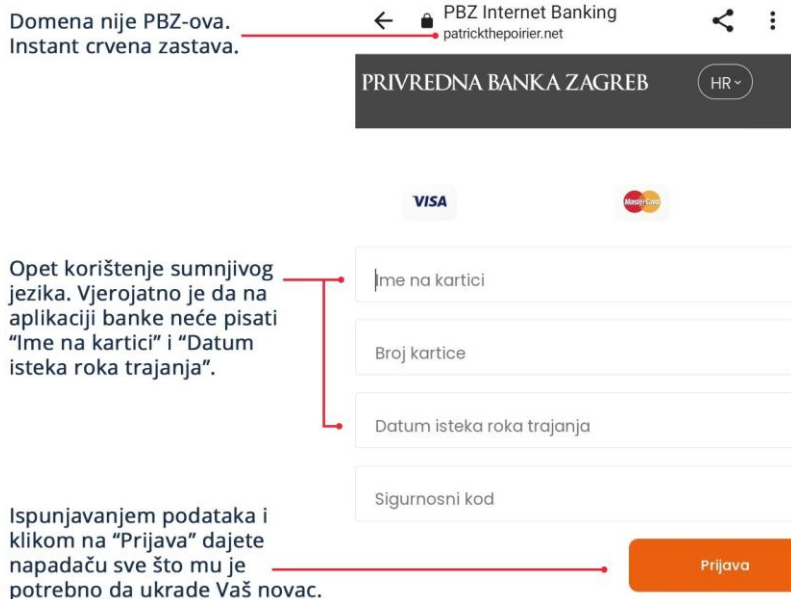 Domena nije PBZ-ova.
Instant crvena zastava.
PBZ Internet Banking
patrickthepoirier.net
PRIVREDNA BANKA ZAGREB
HR
VISA
MasterCard
Opet korištenje sumnjivog
jezika. Vjerojatno je da na
aplikaciji banke neće pisati
“Ime na kartici” i “Datum
isteka roka trajanja”.
Ime na kartici
Broj kartice
Datum isteka roka trajanja
Sigurnosni kod
Ispunjavanjem podataka i
klikom na “Prijava” dajete
napadaču sve što mu je
potrebno da ukrade Vaš novac.
Prijava